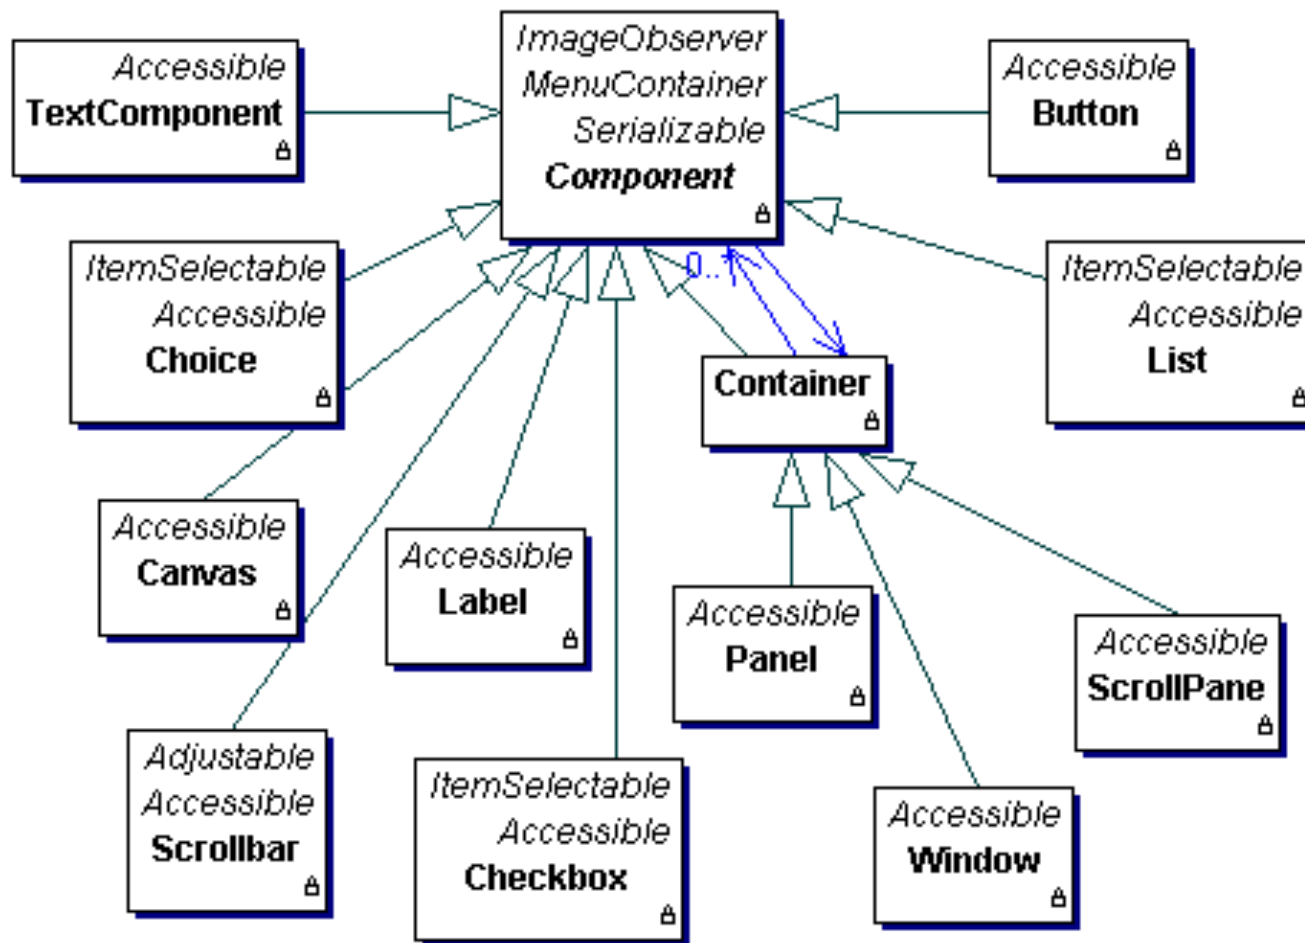 Accessible
TextComponent
ImageObserver
MenuContainer
Serializable
Component
Accessible
Button
ItemSelectable
Accessible
Choice
0..*
ItemSelectable
Accessible
List
Container
Accessible
Canvas
Accessible
Label
Accessible
Panel
Accessible
ScrollPane
Adjustable
Accessible
Scrollbar
ItemSelectable
Accessible
Checkbox
Accessible
Window